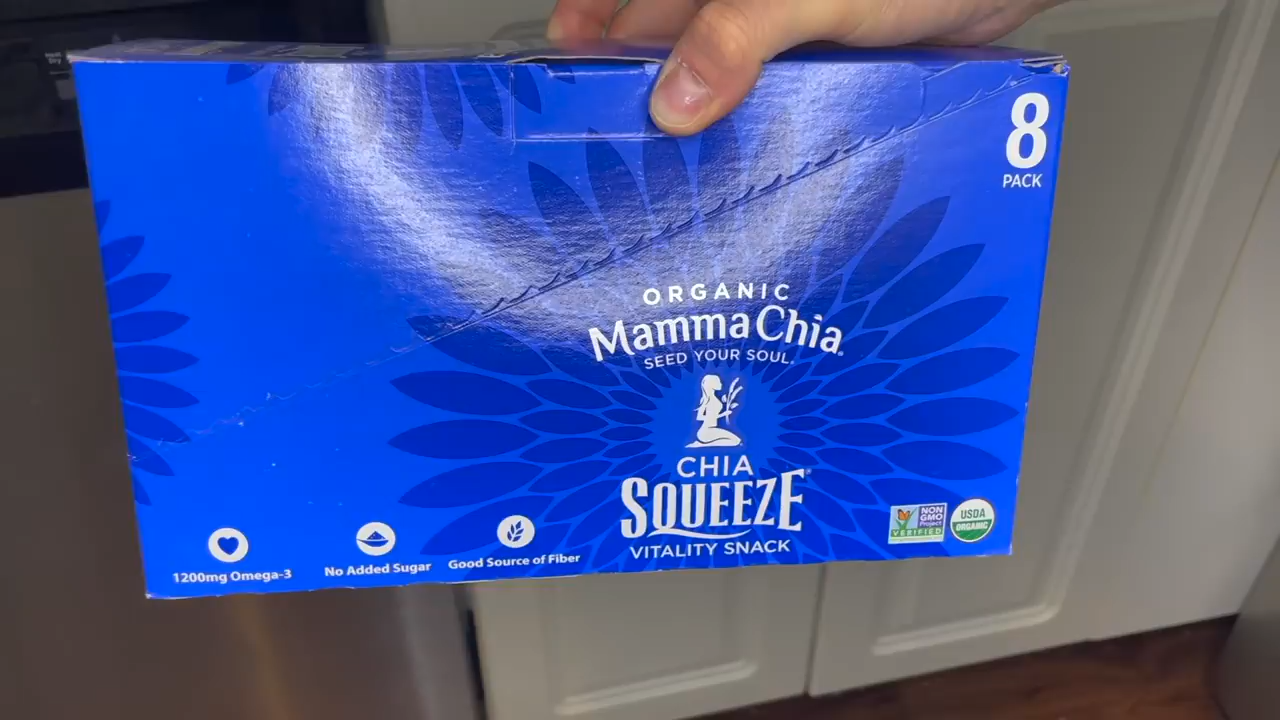 8
PACK
ORGANIC
Mamma Chia
SEED YOUR SOUL.
CHIA
SQUEEZE®
VITALITY SNACK
1200mg Omega-3
No Added Sugar
Good Source of Fiber
NON
GMO
Project
VERIFIED
USDA
ORGANIC